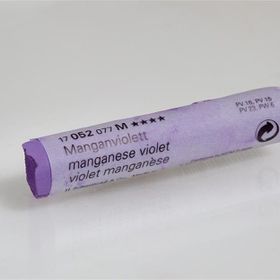 17 052 077 M ★★★★
Manganviolett
manganese violet
violet manganèse
PV 16, PV 15
PV 23, PW 6